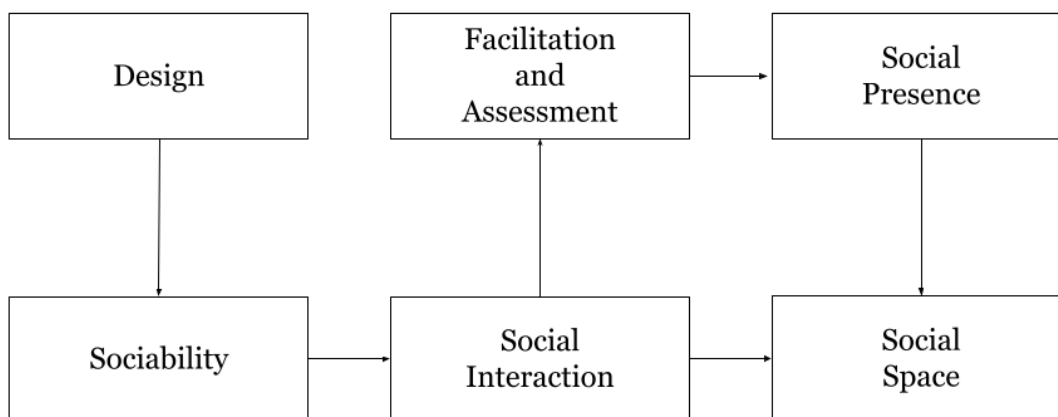 Design
Facilitation
and
Assessment
Social
Presence
Sociability
Social
Interaction
Social
Space